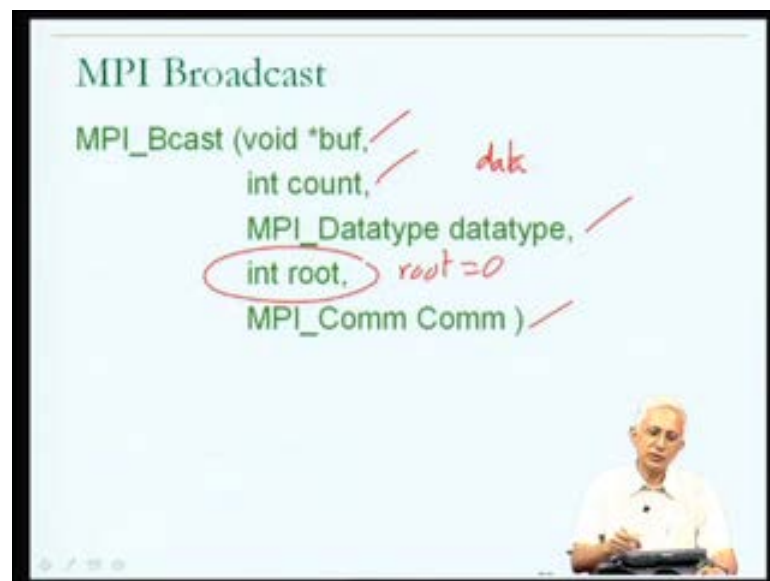 MPI Broadcast
MPI_Bcast (void *buf,
int count,
data
MPI_Datatype datatype,
int root, root=0
MPI_Comm Comm )